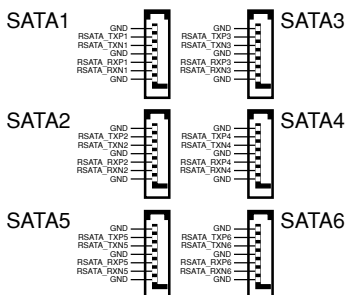 SATA1
GND
RSATA_TXP1
RSATA_TXN1
GND
RSATA_RXP1
RSATA_RXN1
GND
SATA3
GND
RSATA_TXP3
RSATA_TXN3
GND
RSATA_RXP3
RSATA_RXN3
GND
SATA2
GND
RSATA_TXP2
RSATA_TXN2
GND
RSATA_RXP2
RSATA_RXN2
GND
SATA4
GND
RSATA_TXP4
RSATA_TXN4
GND
RSATA_RXP4
RSATA_RXN4
GND
SATA5
GND
RSATA_TXP5
RSATA_TXN5
GND
RSATA_RXP5
RSATA_RXN5
GND
SATA6
GND
RSATA_TXP6
RSATA_TXN6
GND
RSATA_RXP6
RSATA_RXN6
GND